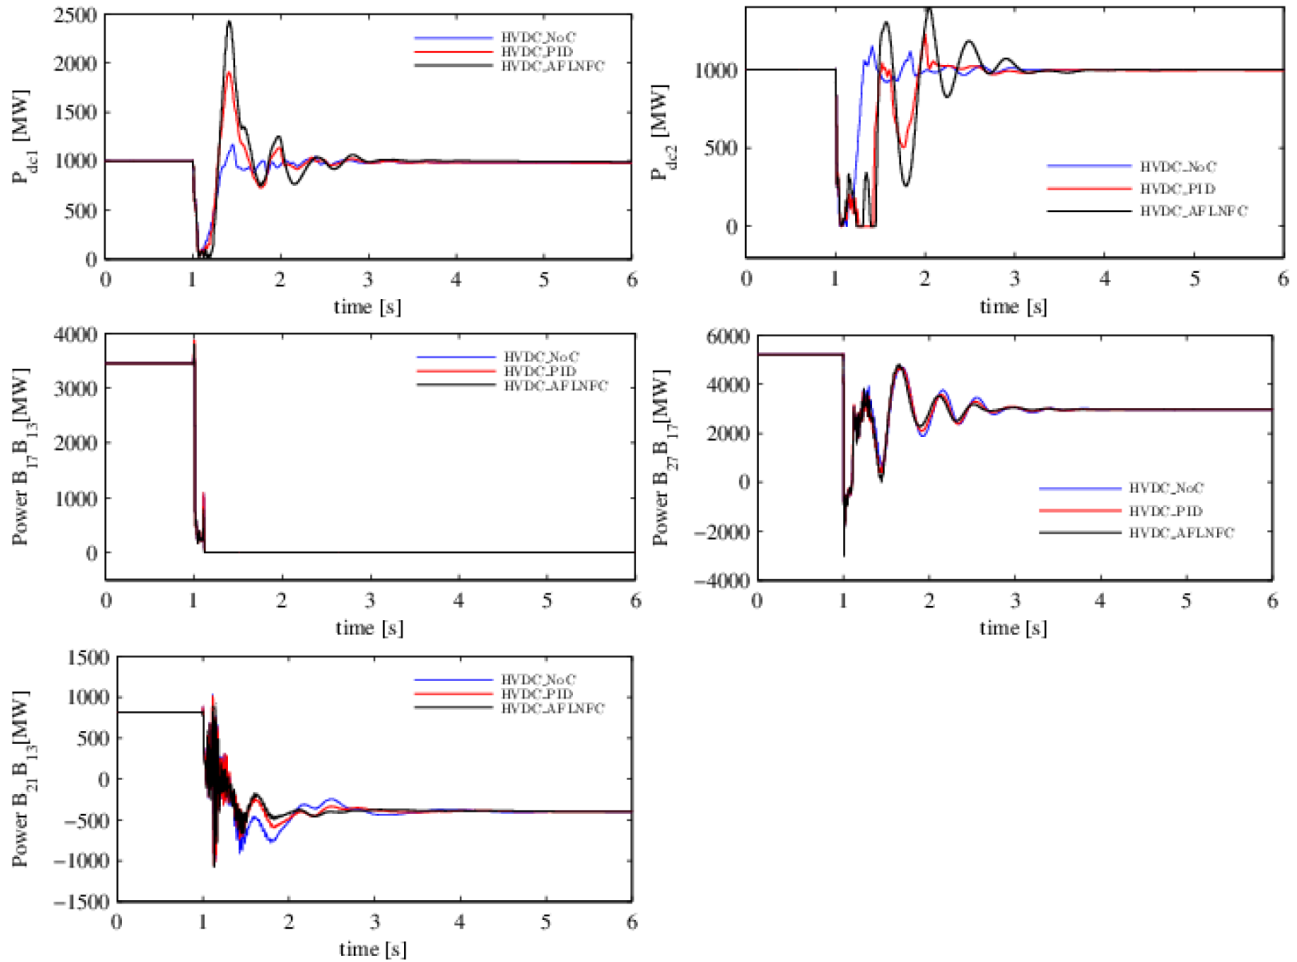 2500
2000
1500
1000
500
0
P_dc1 [MW]
HVDC_NoC
HVDC_PID
HVDC_AFLNFC
0 1 2 3 4 5 6
time [s]
1000
500
0
P_dc2 [MW]
HVDC_NoC
HVDC_PID
HVDC_AFLNFC
0 1 2 3 4 5 6
time [s]
4000
3000
2000
1000
0
Power B_17B_13[MW]
HVDC_NoC
HVDC_PID
HVDC_AFLNFC
0 1 2 3 4 5 6
time [s]
6000
4000
2000
0
−2000
−4000
Power B_27B_17[MW]
HVDC_NoC
HVDC_PID
HVDC_AFLNFC
0 1 2 3 4 5 6
time [s]
1500
1000
500
0
−500
−1000
−1500
Power B_21B_13[MW]
HVDC_NoC
HVDC_PID
HVDC_AFLNFC
0 1 2 3 4 5 6
time [s]